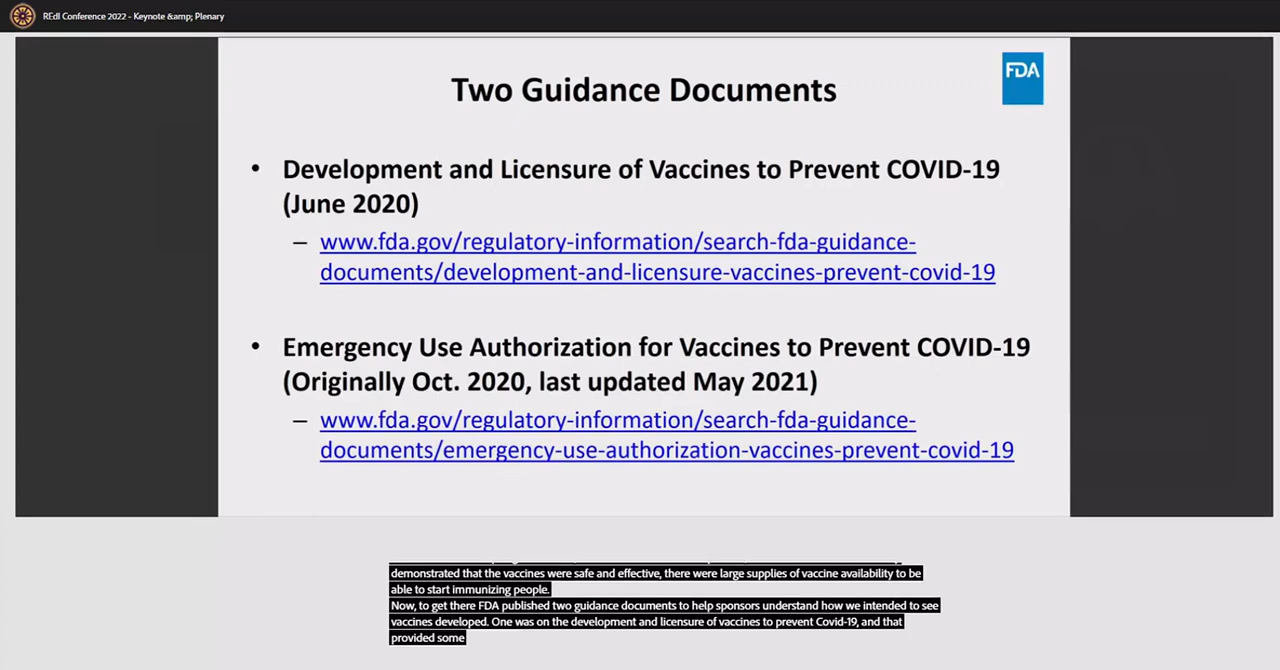 REdI Conference 2022 - Keynote &amp; Plenary
FDA
Two Guidance Documents
• Development and Licensure of Vaccines to Prevent COVID-19
(June 2020)
– www.fda.gov/regulatory-information/search-fda-guidance-
documents/development-and-licensure-vaccines-prevent-covid-19
• Emergency Use Authorization for Vaccines to Prevent COVID-19
(Originally Oct. 2020, last updated May 2021)
– www.fda.gov/regulatory-information/search-fda-guidance-
documents/emergency-use-authorization-vaccines-prevent-covid-19
demonstrated that the vaccines were safe and effective, there were large supplies of vaccine availability to be
able to start immunizing people.
Now, to get there FDA published two guidance documents to help sponsors understand how we intended to see
vaccines developed. One was on the development and licensure of vaccines to prevent Covid-19, and that
provided some